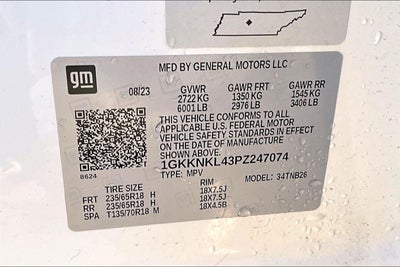 gm
MFD BY GENERAL MOTORS LLC
08/23 GVWR GAWR FRT GAWR RR
2722 KG 1350 KG 1545 KG
6001 LB 2976 LB 3406 LB
THIS VEHICLE CONFORMS TO ALL
APPLICABLE U.S. FEDERAL MOTOR
VEHICLE SAFETY STANDARDS IN EFFECT
ON THE DATE OF MANUFACTURE
SHOWN ABOVE.
1GKKNKL43PZ247074
8624 TYPE: MPV MODEL: 34TNB26
TIRE SIZE RIM
FRT 235/65R18 H 18X7.5J
RR 235/65R18 H 18X7.5J
SPA T135/70R18 M 18X4.5B